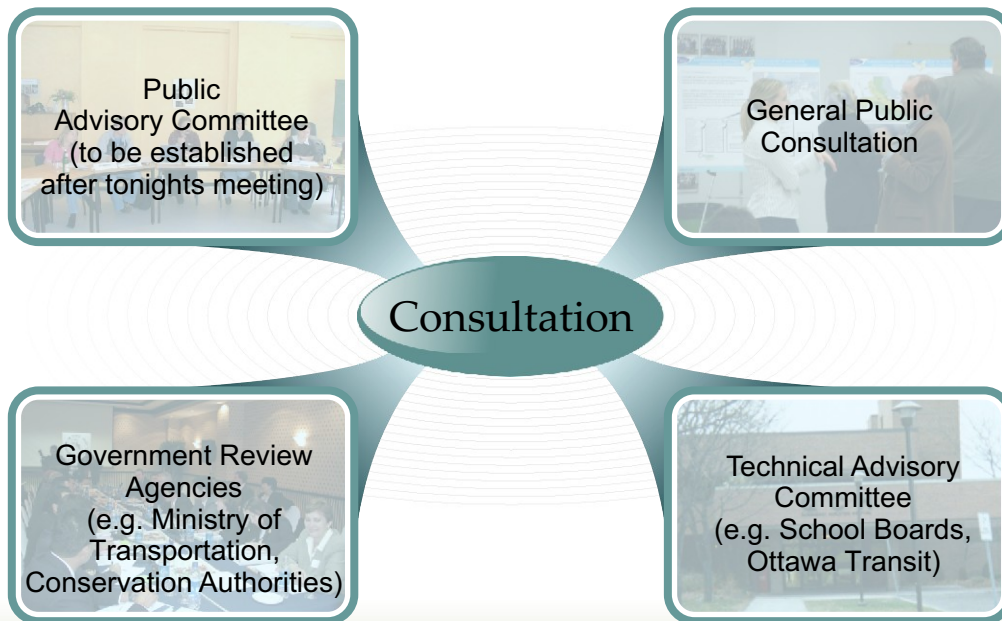 Public
Advisory Committee
(to be established
after tonights meeting)
General Public
Consultation
Consultation
Government Review
Agencies
(e.g. Ministry of
Transportation,
Conservation Authorities)
Technical Advisory
Committee
(e.g. School Boards,
Ottawa Transit)